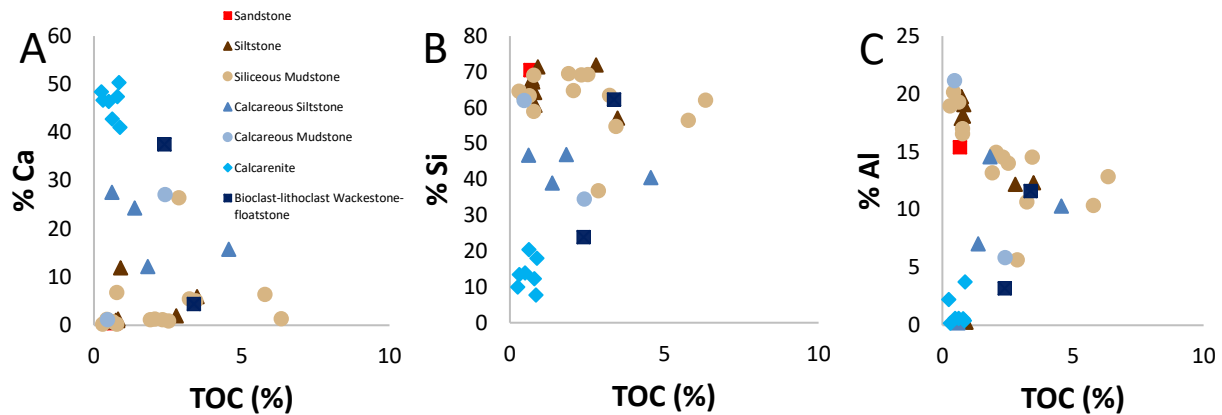 A
% Ca
60
50
40
30
20
10
0
0
5
10
TOC (%)
Sandstone
Siltstone
Siliceous Mudstone
Calcareous Siltstone
Calcareous Mudstone
Calcarenite
Bioclast-lithoclast Wackestone-
floatstone
B
% Si
80
70
60
50
40
30
20
10
0
0
5
10
TOC (%)
C
% Al
25
20
15
10
5
0
0
5
10
TOC (%)